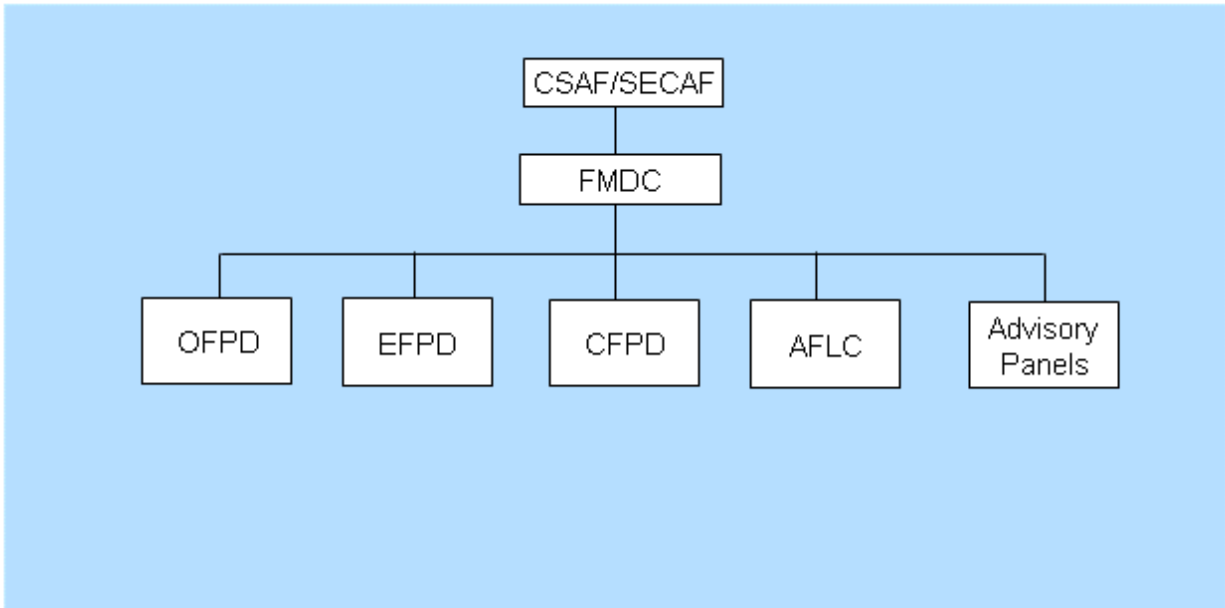 CSAF/SECAF
FMDC
OFPD
EFPD
CFPD
AFLC
Advisory
Panels